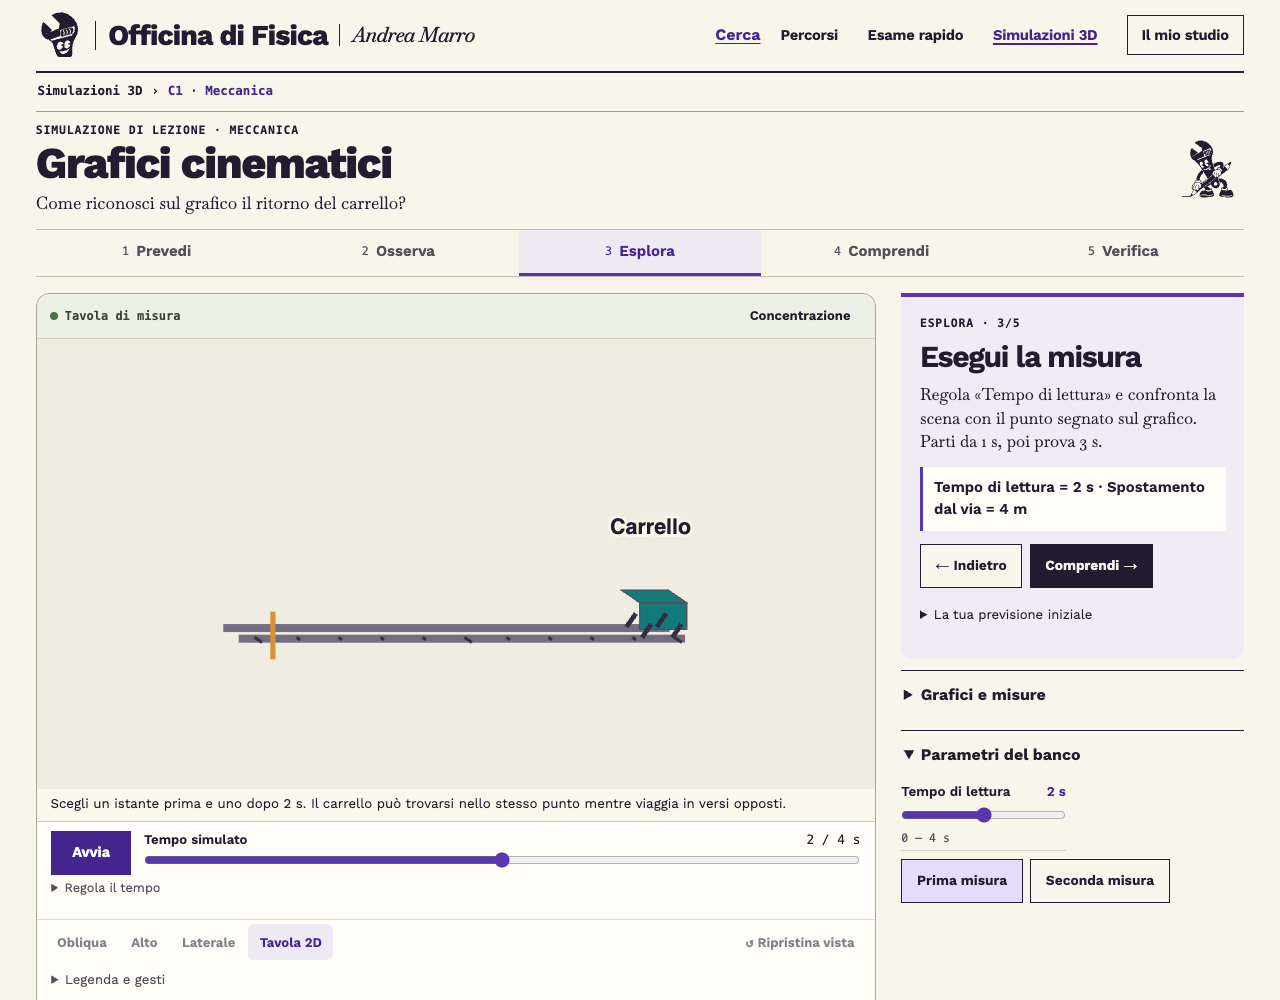 Officina di Fisica
Andrea Marro
Cerca
Percorsi
Esame rapido
Simulazioni 3D
Il mio studio
Simulazioni 3D › C1 · Meccanica
SIMULAZIONE DI LEZIONE · MECCANICA
Grafici cinematici
Come riconosci sul grafico il ritorno del carrello?
1 Prevedi
2 Osserva
3 Esplora
4 Comprendi
5 Verifica
Tavola di misura
Concentrazione
Carrello
Scegli un istante prima e uno dopo 2 s. Il carrello può trovarsi nello stesso punto mentre viaggia in versi opposti.
Avvia
Tempo simulato
2 / 4 s
▶ Regola il tempo
Obliqua
Alto
Laterale
Tavola 2D
↺ Ripristina vista
▶ Legenda e gesti
ESPLORA · 3/5
Esegui la misura
Regola «Tempo di lettura» e confronta la
scena con il punto segnato sul grafico.
Parti da 1 s, poi prova 3 s.
Tempo di lettura = 2 s · Spostamento
dal via = 4 m
← Indietro
Comprendi →
▶ La tua previsione iniziale
▶ Grafici e misure
▼ Parametri del banco
Tempo di lettura
2 s
0 – 4 s
Prima misura
Seconda misura